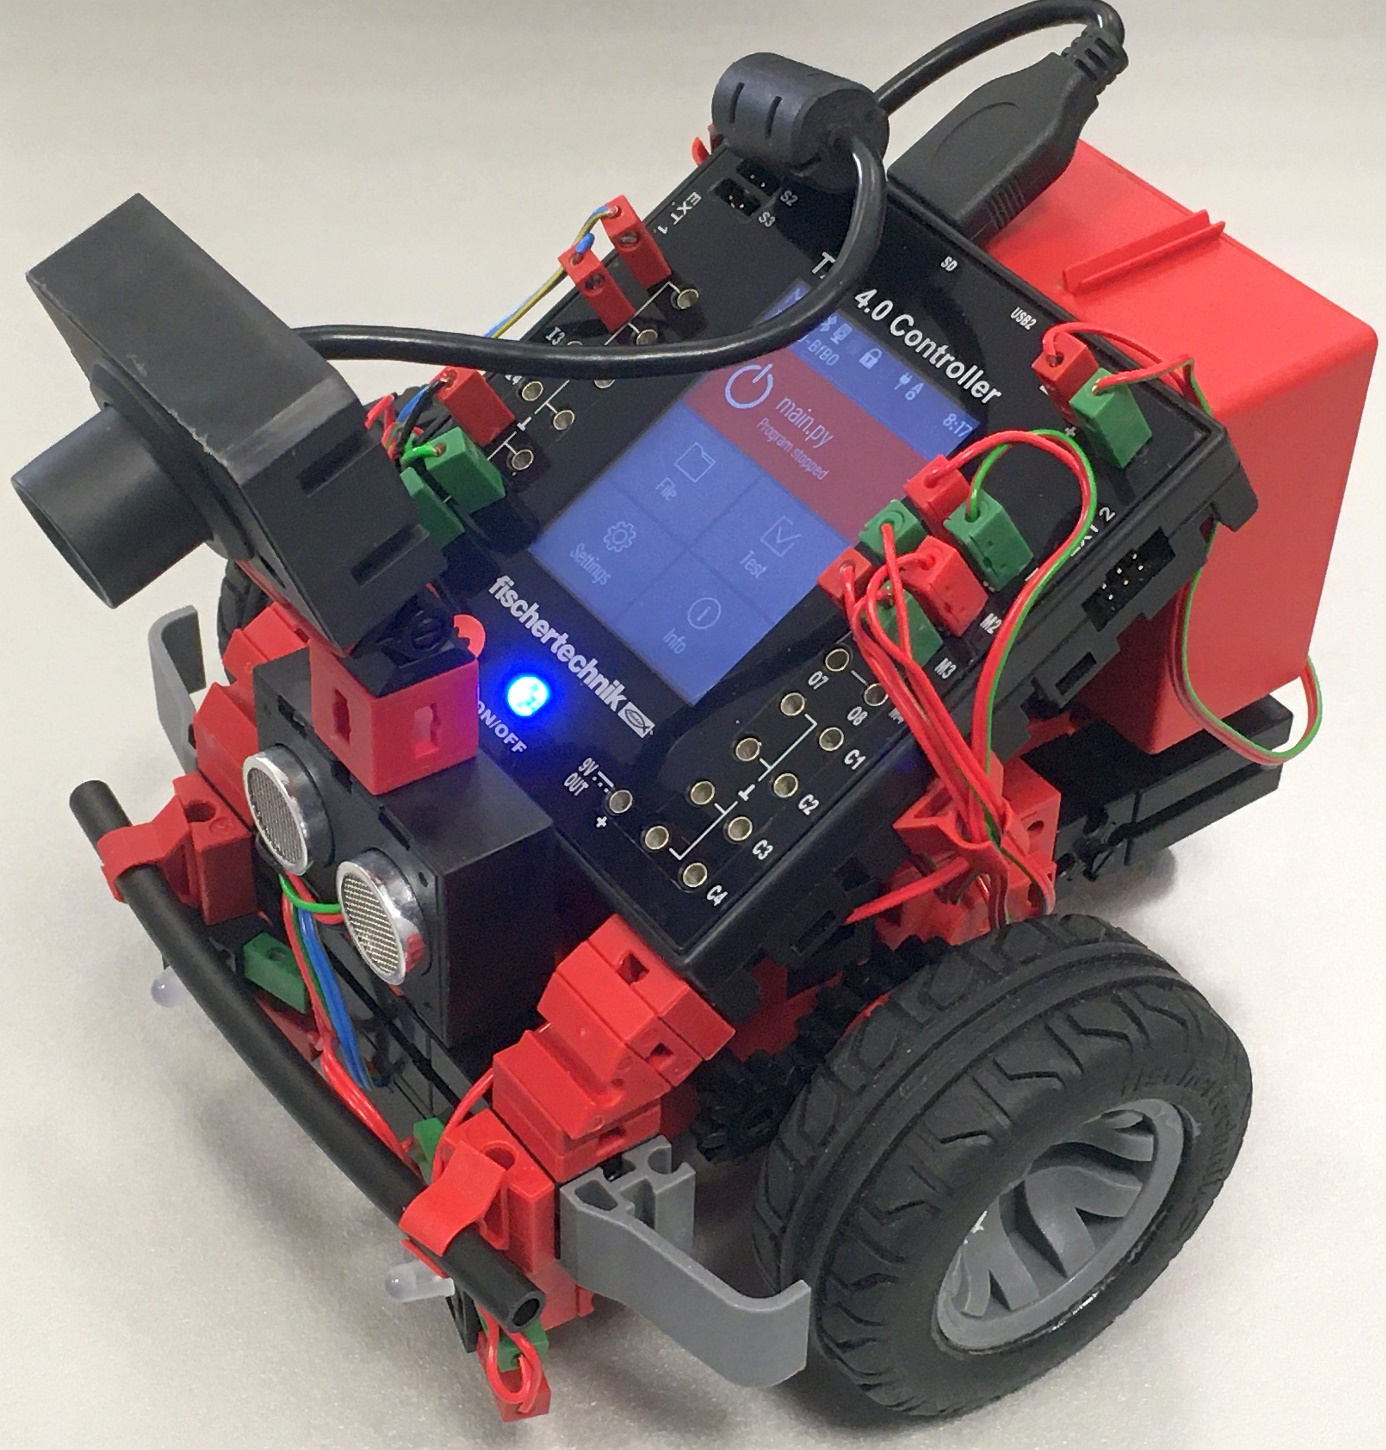 EXT 1
S2
S3
SD
USB2
4.0 Controller
8:17
main.py
Program stopped
File
Test
Settings
Info
I3
fischertechnik
ON/OFF
9V
OUT
+
+
M2
M3
O7
O8
C1
C2
C3
C4